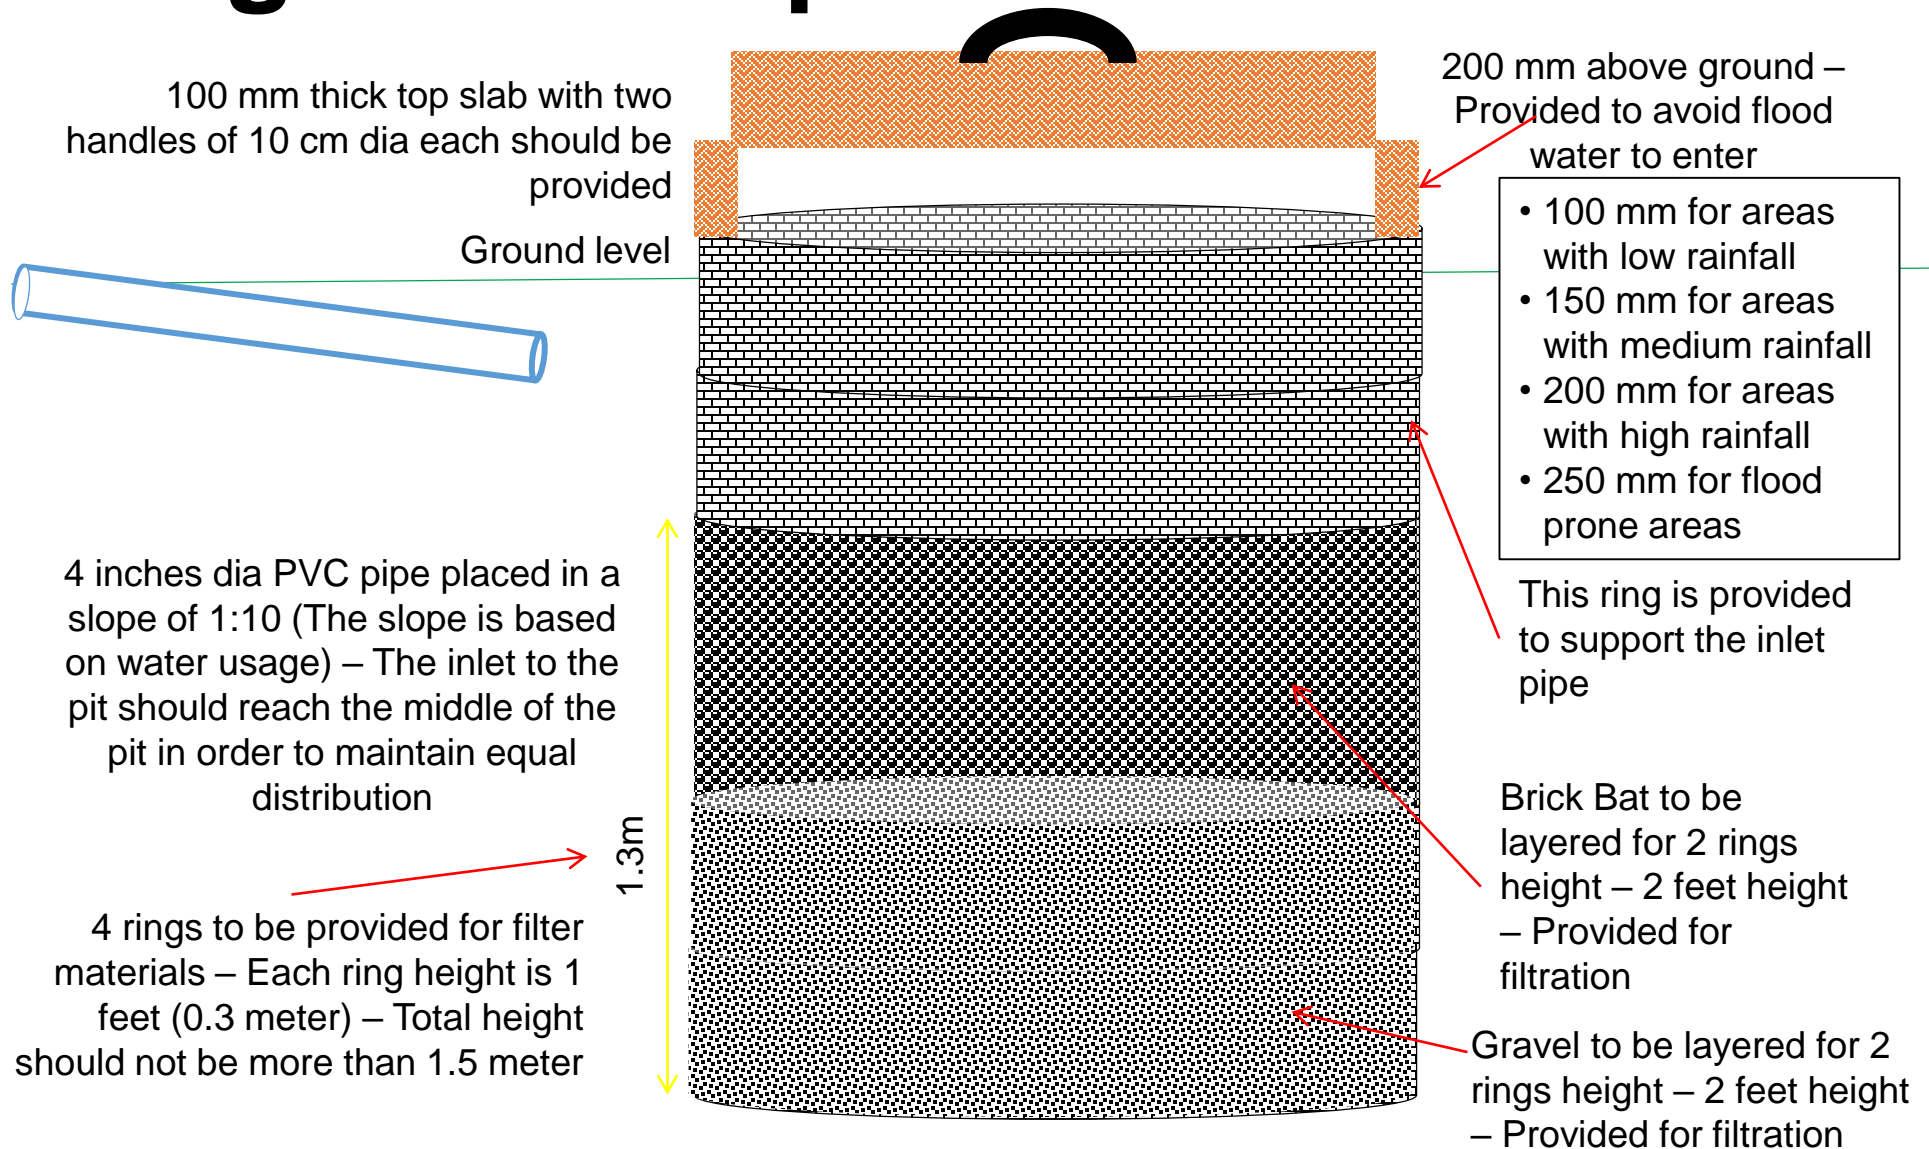 100 mm thick top slab with two
handles of 10 cm dia each should be
provided
Ground level
200 mm above ground –
Provided to avoid flood
water to enter
• 100 mm for areas
with low rainfall
• 150 mm for areas
with medium rainfall
• 200 mm for areas
with high rainfall
• 250 mm for flood
prone areas
This ring is provided
to support the inlet
pipe
4 inches dia PVC pipe placed in a
slope of 1:10 (The slope is based
on water usage) – The inlet to the
pit should reach the middle of the
pit in order to maintain equal
distribution
1.3m
4 rings to be provided for filter
materials – Each ring height is 1
feet (0.3 meter) – Total height
should not be more than 1.5 meter
Brick Bat to be
layered for 2 rings
height – 2 feet height
– Provided for
filtration
Gravel to be layered for 2
rings height – 2 feet height
– Provided for filtration